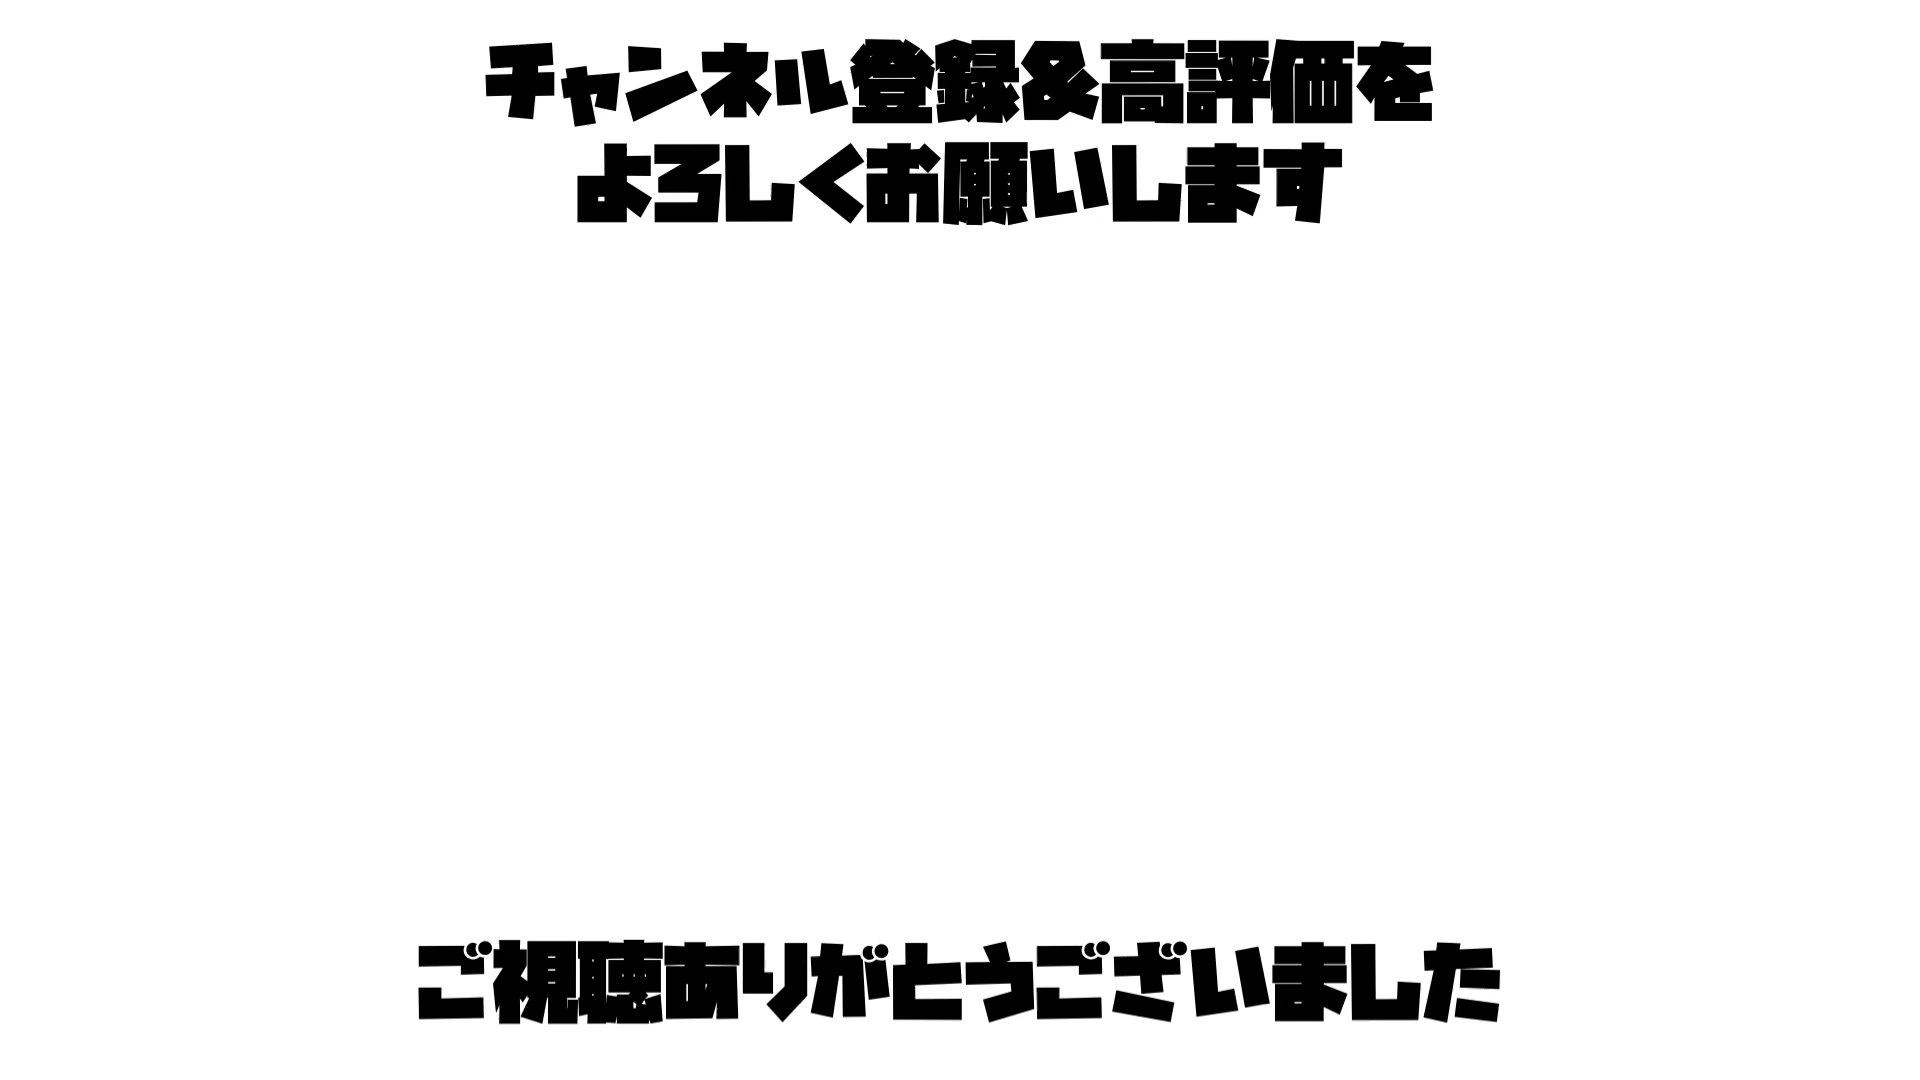 チャンネル登録&高評価を
よろしくお願いします
ご視聴ありがとうございました